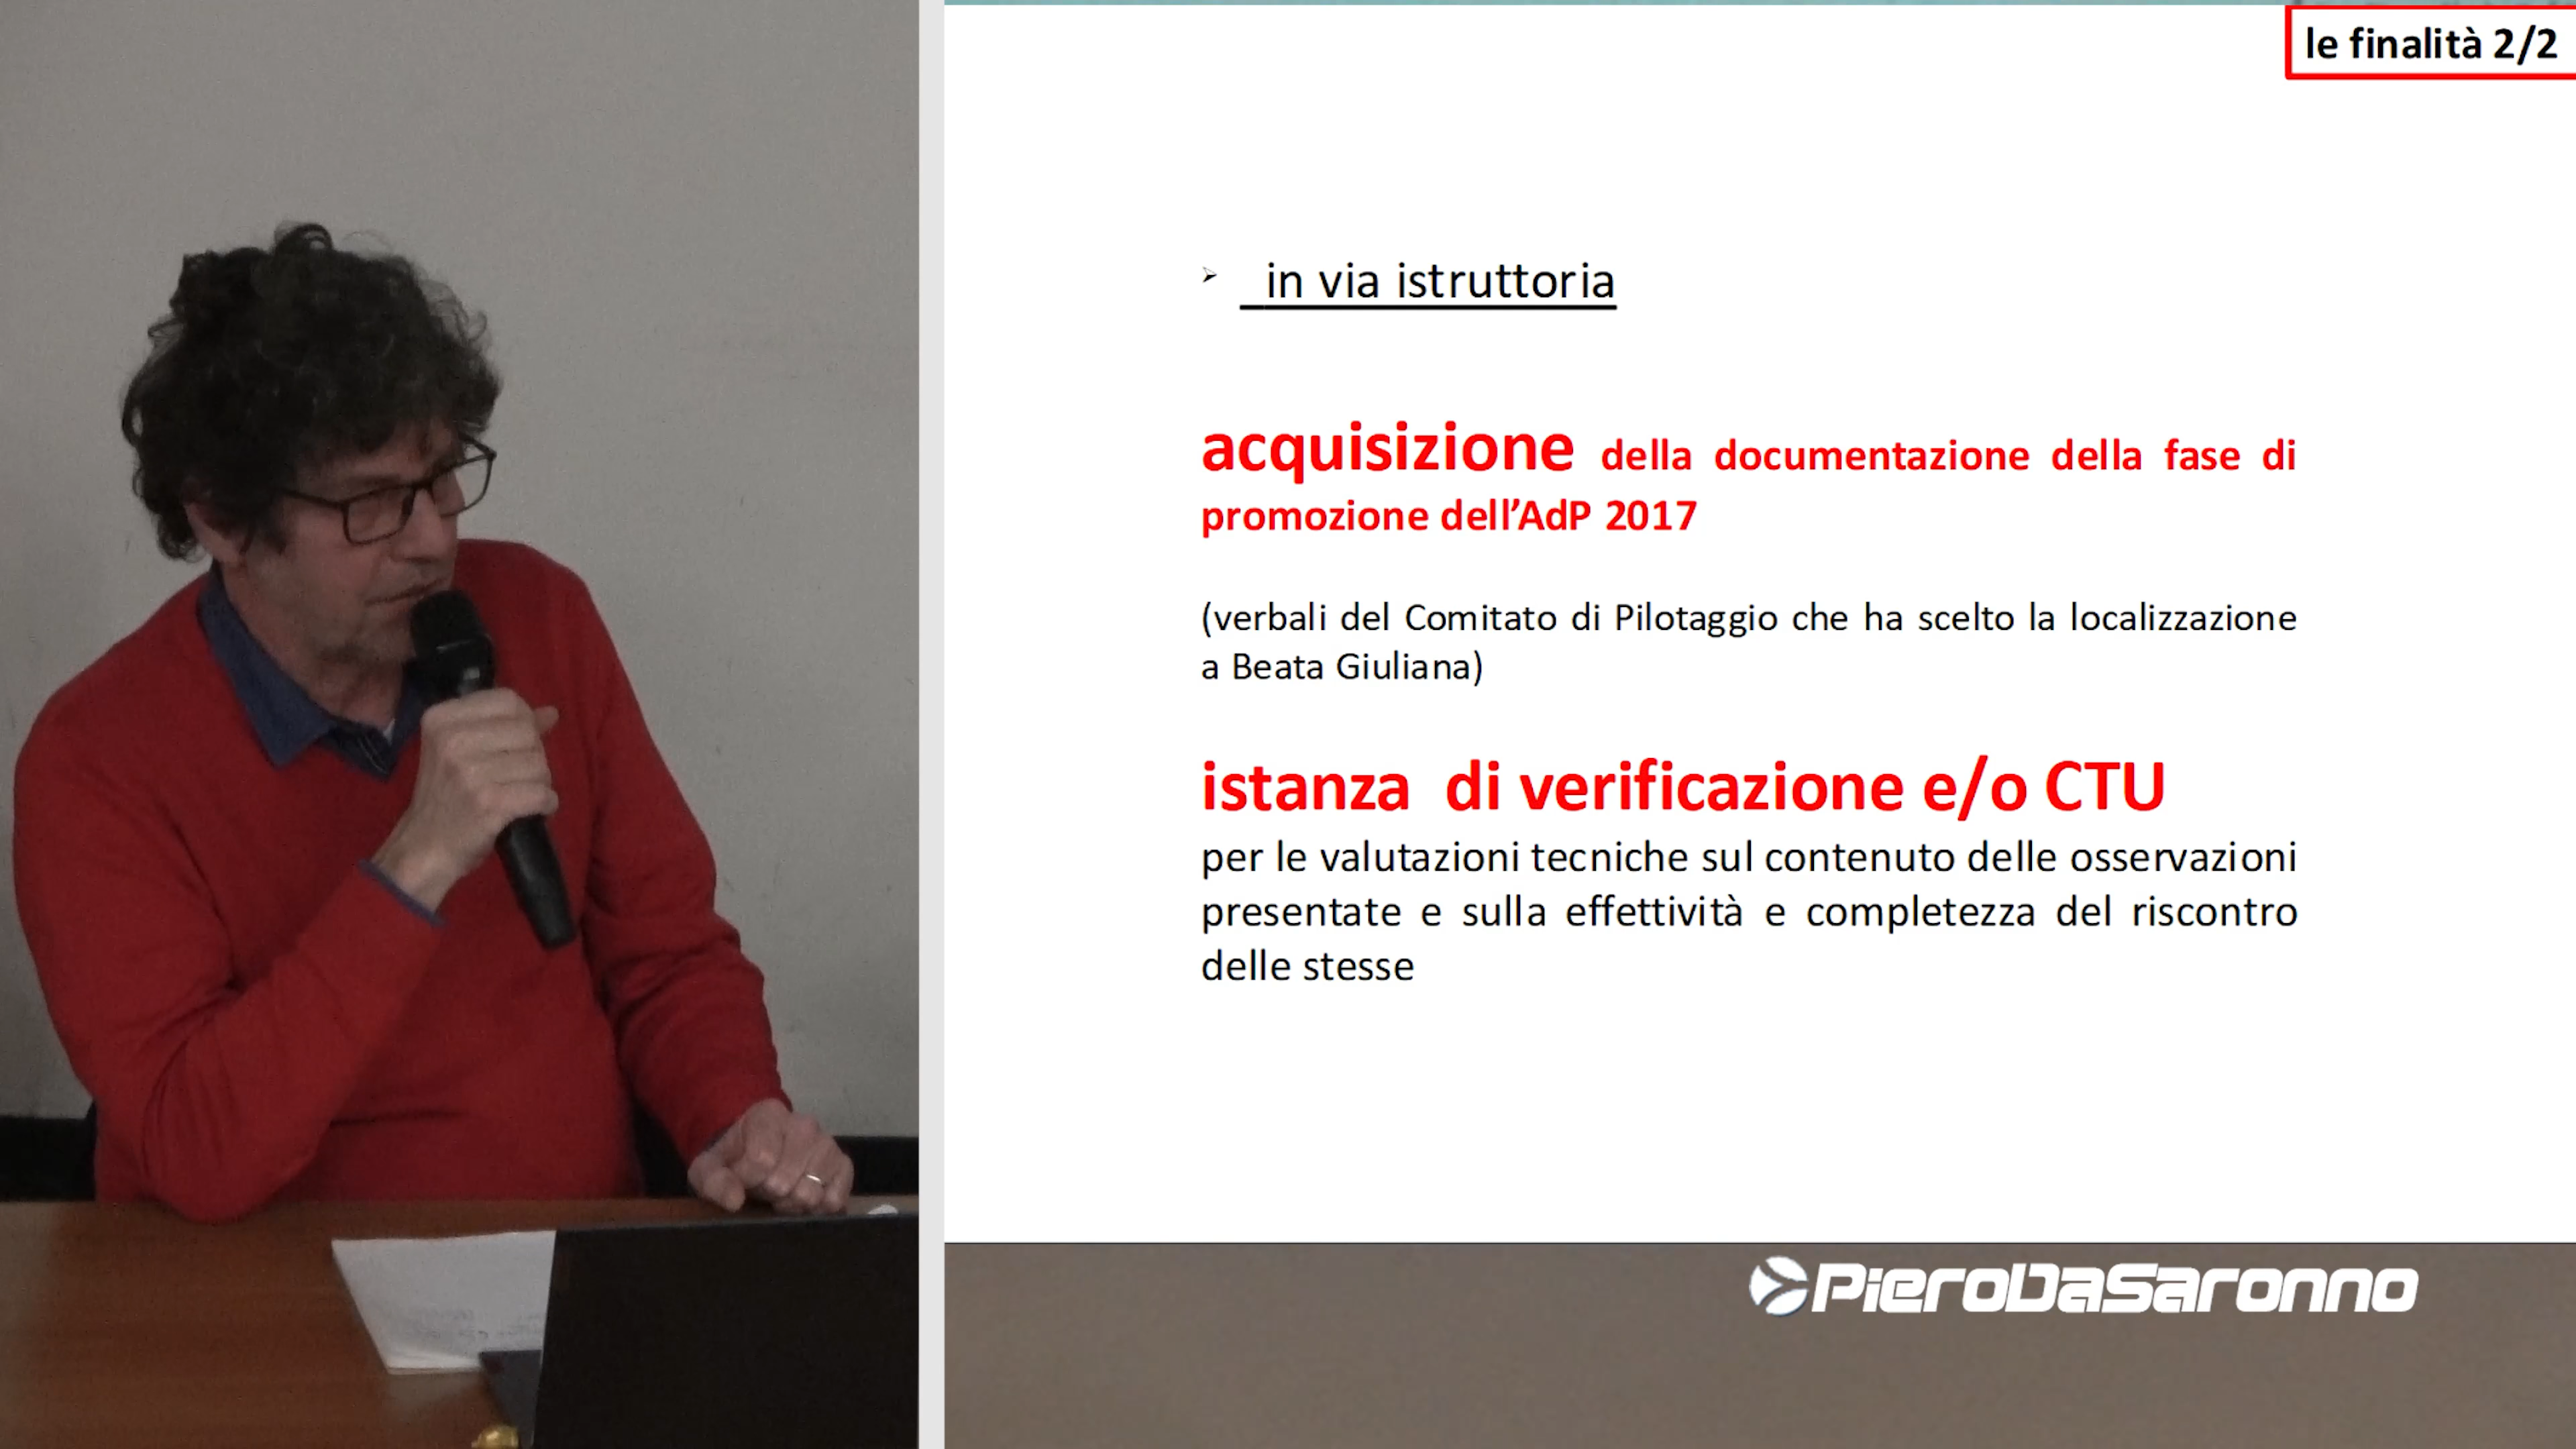 le finalità 2/2
in via istruttoria
acquisizione della documentazione della fase di
promozione dell’AdP 2017
(verbali del Comitato di Pilotaggio che ha scelto la localizzazione
a Beata Giuliana)
istanza di verificazione e/o CTU
per le valutazioni tecniche sul contenuto delle osservazioni
presentate e sulla effettività e completezza del riscontro
delle stesse
PieroDaSaronno